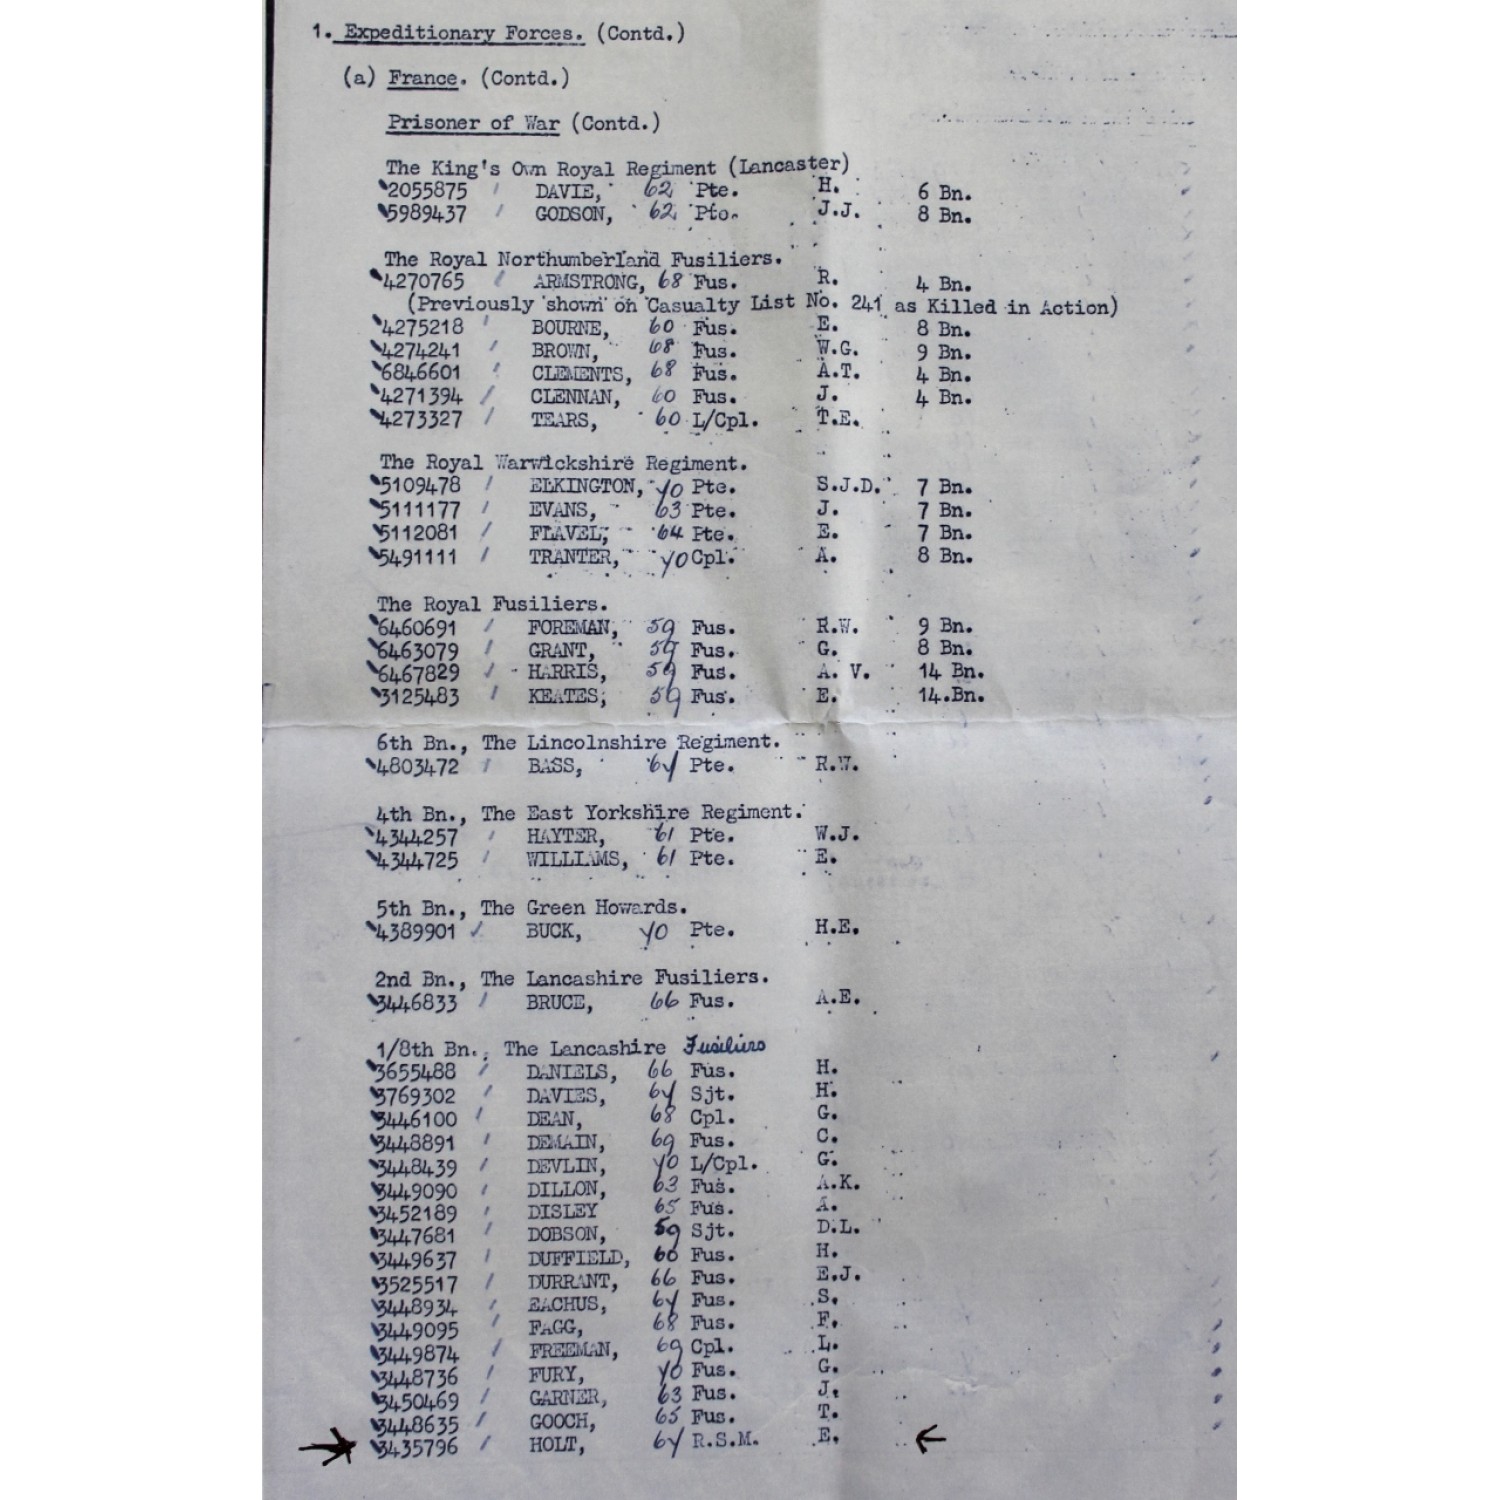 1. Expeditionary Forces. (Contd.)
(a) France. (Contd.)
Prisoner of War (Contd.)
The King's Own Royal Regiment (Lancaster)
2055875 / DAVIE, 62 Pte. H. 6 Bn.
5989437 / GODSON, 62 Pte. J.J. 8 Bn.
The Royal Northumberland Fusiliers.
4270765 / ARMSTRONG, 68 Fus. R. 4 Bn.
(Previously shown on Casualty List No. 241 as Killed in Action)
4275218 / BOURNE, 60 Fus. E. 8 Bn.
4274241 / BROWN, 68 Fus. W.G. 9 Bn.
6846601 / CLEMENTS, 68 Fus. A.T. 4 Bn.
4271394 / CLENNAN, 60 Fus. J. 4 Bn.
4273327 / TEARS, 60 L/Cpl. T.E.
The Royal Warwickshire Regiment.
5109478 / ELKINGTON, 70 Pte. S.J.D. 7 Bn.
5111177 / EVANS, 63 Pte. J. 7 Bn.
5112081 / FLAVEL, 64 Pte. E. 7 Bn.
5491111 / TRANTER, 70 Cpl. A. 8 Bn.
The Royal Fusiliers.
6460691 / FOREMAN, 59 Fus. R.W. 9 Bn.
6463079 / GRANT, 59 Fus. G. 8 Bn.
6467829 / HARRIS, 59 Fus. A. V. 14 Bn.
3125483 / KEATES, 59 Fus. E. 14.Bn.
6th Bn., The Lincolnshire Regiment.
4803472 / BASS, 67 Pte. R.W.
4th Bn., The East Yorkshire Regiment.
4344257 / HAYTER, 61 Pte. W.J.
4344725 / WILLIAMS, 61 Pte. E.
5th Bn., The Green Howards.
4389901 / BUCK, 70 Pte. H.E.
2nd Bn., The Lancashire Fusiliers.
3446833 / BRUCE, 66 Fus. A.E.
1/8th Bn., The Lancashire Fusiliers
3655488 / DANIELS, 66 Fus. H.
3769302 / DAVIES, 67 Sjt. H.
3446100 / DEAN, 68 Cpl. G.
3448891 / DEMAIN, 69 Fus. C.
3448439 / DEVLIN, 70 L/Cpl. G.
3449090 / DILLON, 63 Fus. A.K.
3452189 / DISLEY 65 Fus. A.
3447681 / DOBSON, 59 Sjt. D.L.
3449637 / DUFFIELD, 60 Fus. H.
3525517 / DURRANT, 66 Fus. E.J.
3448934 / EACHUS, 67 Fus. S.
3449095 / FAGG, 68 Fus. F.
3449874 / FREEMAN, 69 Cpl. L.
3448736 / FURY, 70 Fus. G.
3450469 / GARNER, 63 Fus. J.
3448635 / GOOCH, 65 Fus. T.
3435796 / HOLT, 67 R.S.M. E.